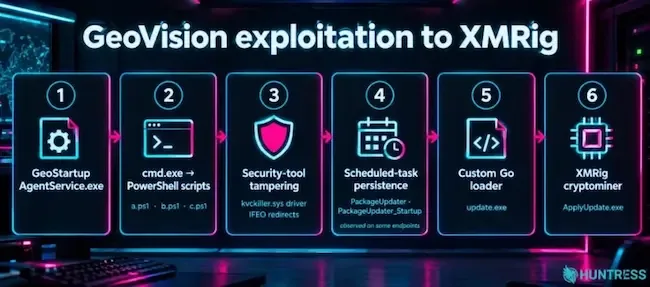 GeoVision exploitation to XMRig
1
GeoStartup
AgentService.exe
2
cmd.exe →
PowerShell scripts
a.ps1 · b.ps1 · c.ps1
3
Security-tool
tampering
kvckiller.sys driver
IFEO redirects
4
Scheduled-task
persistence
PackageUpdater -
PackageUpdater_Startup
observed on some endpoints
5
Custom Go
loader
update.exe
6
XMRig
cryptominer
ApplyUpdate.exe
HUNTRESS